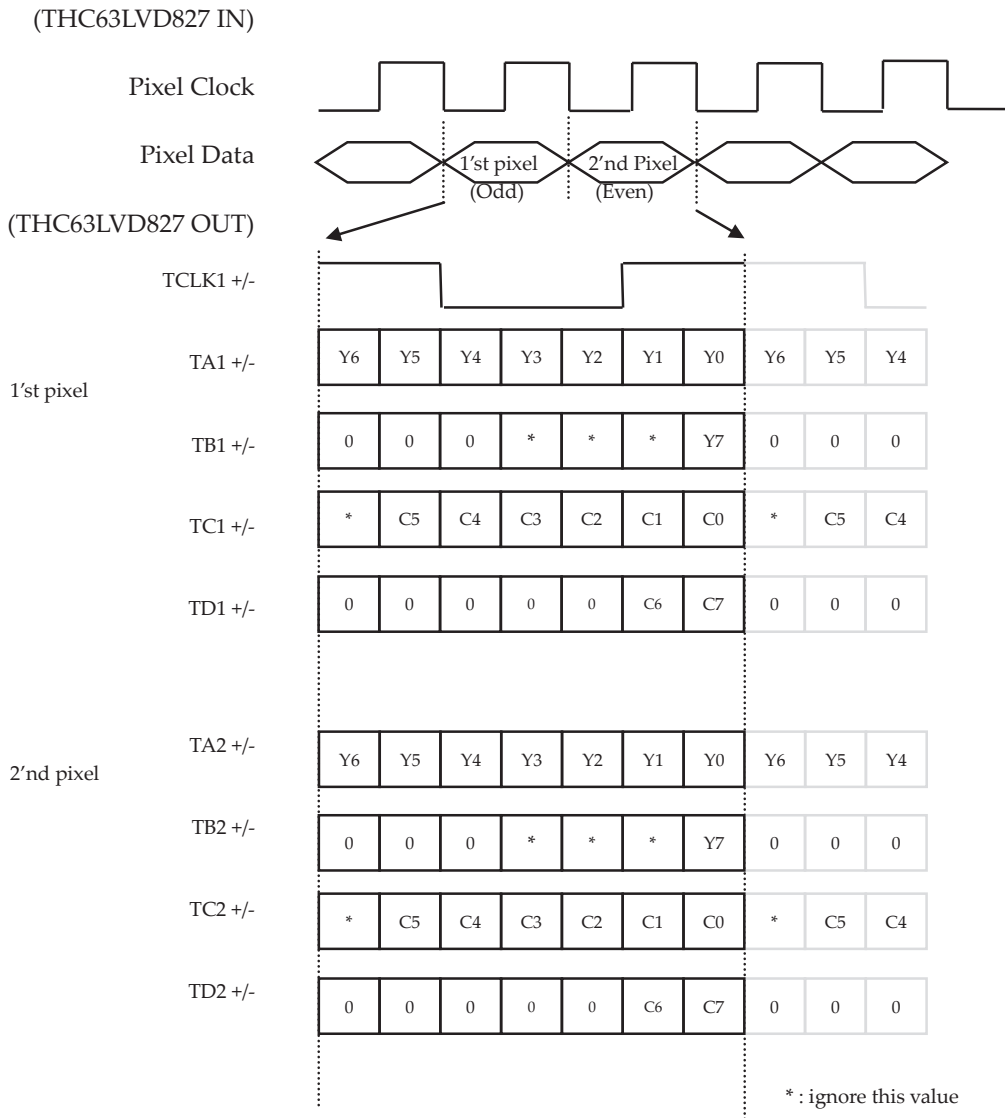 (THC63LVD827 IN)
Pixel Clock
Pixel Data
1'st pixel 2'nd Pixel
(Odd) (Even)
(THC63LVD827 OUT)
TCLK1 +/-
TA1 +/- Y6 Y5 Y4 Y3 Y2 Y1 Y0 Y6 Y5 Y4
1'st pixel
TB1 +/- 0 0 0 * * * Y7 0 0 0
TC1 +/- * C5 C4 C3 C2 C1 C0 * C5 C4
TD1 +/- 0 0 0 0 0 C6 C7 0 0 0
TA2 +/- Y6 Y5 Y4 Y3 Y2 Y1 Y0 Y6 Y5 Y4
2'nd pixel
TB2 +/- 0 0 0 * * * Y7 0 0 0
TC2 +/- * C5 C4 C3 C2 C1 C0 * C5 C4
TD2 +/- 0 0 0 0 0 C6 C7 0 0 0
* : ignore this value